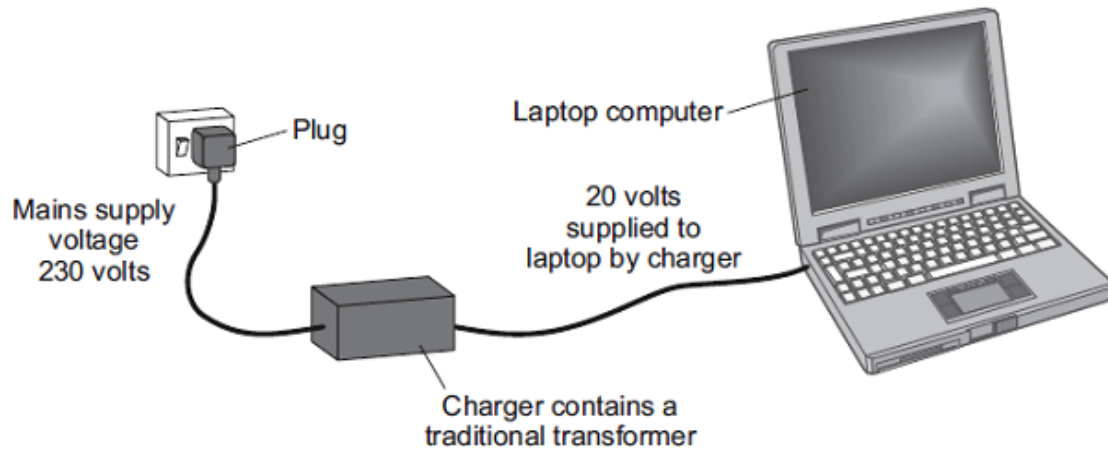 Plug
Laptop computer
Mains supply
voltage
230 volts
20 volts
supplied to
laptop by charger
Charger contains a
traditional transformer